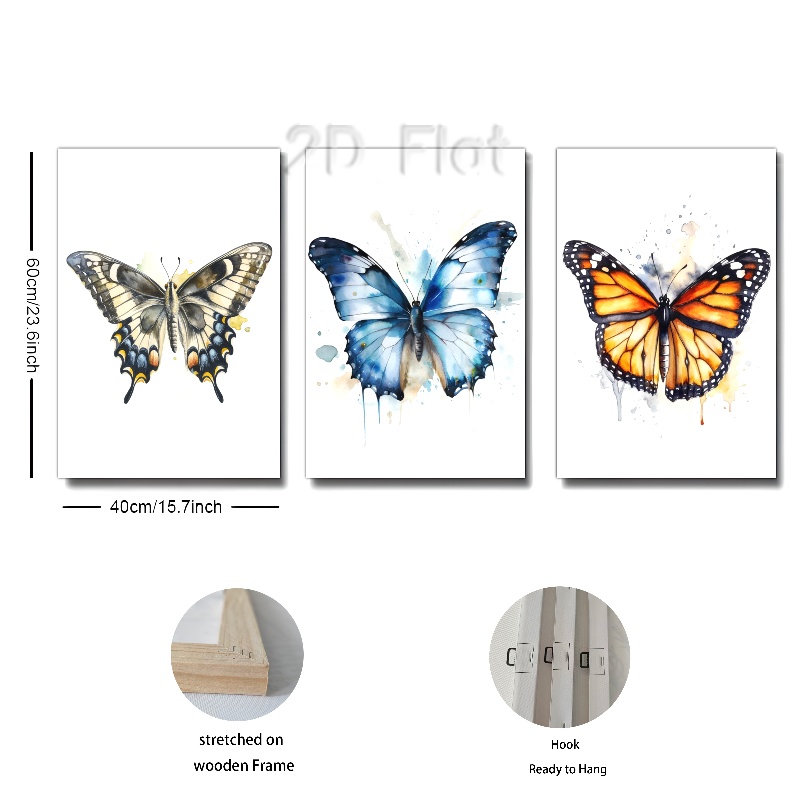 2D Flat
60cm/23.6inch
40cm/15.7inch
stretched on
wooden Frame
Hook
Ready to Hang